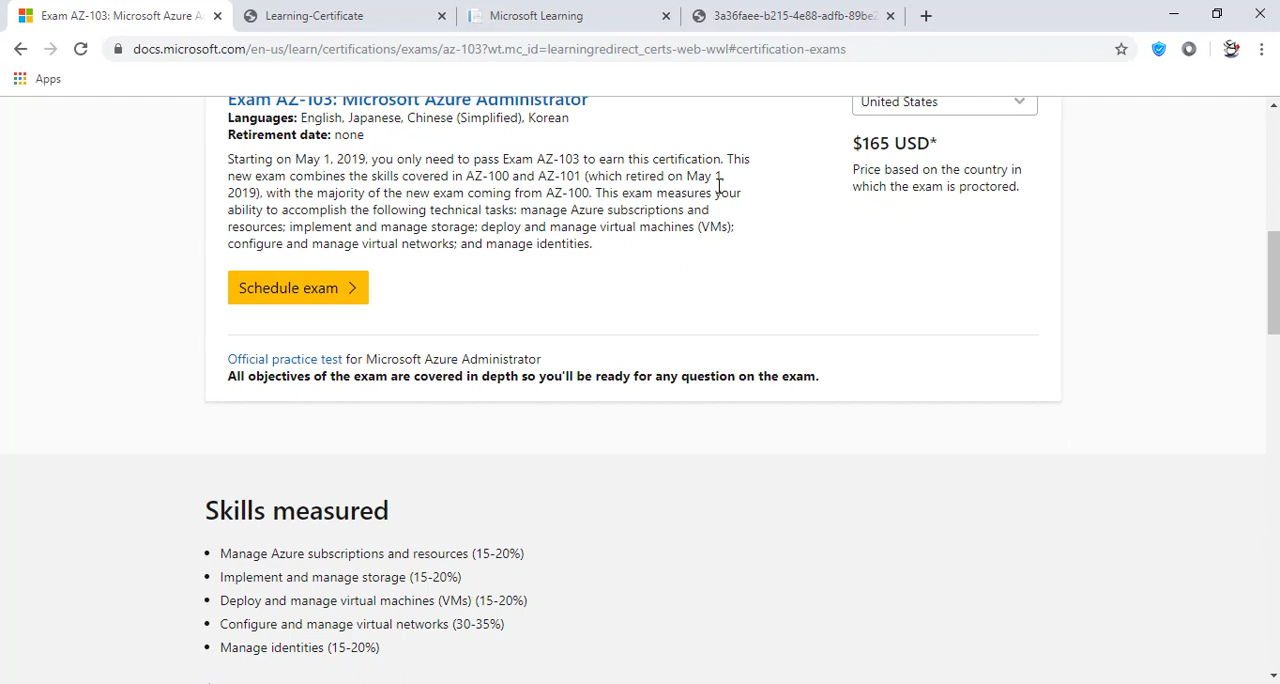 Exam AZ-103: Microsoft Azure A
Learning-Certificate
Microsoft Learning
3a36faee-b215-4e88-adfb-89be2
docs.microsoft.com/en-us/learn/certifications/exams/az-103?wt.mc_id=learningredirect_certs-web-wwl#certification-exams
Apps
Exam AZ-103: Microsoft Azure Administrator
United States
Languages: English, Japanese, Chinese (Simplified), Korean
Retirement date: none
$165 USD*
Starting on May 1, 2019, you only need to pass Exam AZ-103 to earn this certification. This
new exam combines the skills covered in AZ-100 and AZ-101 (which retired on May 1,
2019), with the majority of the new exam coming from AZ-100. This exam measures your
ability to accomplish the following technical tasks: manage Azure subscriptions and
resources; implement and manage storage; deploy and manage virtual machines (VMs);
configure and manage virtual networks; and manage identities.
Price based on the country in
which the exam is proctored.
Schedule exam
Official practice test for Microsoft Azure Administrator
All objectives of the exam are covered in depth so you'll be ready for any question on the exam.
Skills measured
• Manage Azure subscriptions and resources (15-20%)
• Implement and manage storage (15-20%)
• Deploy and manage virtual machines (VMs) (15-20%)
• Configure and manage virtual networks (30-35%)
• Manage identities (15-20%)